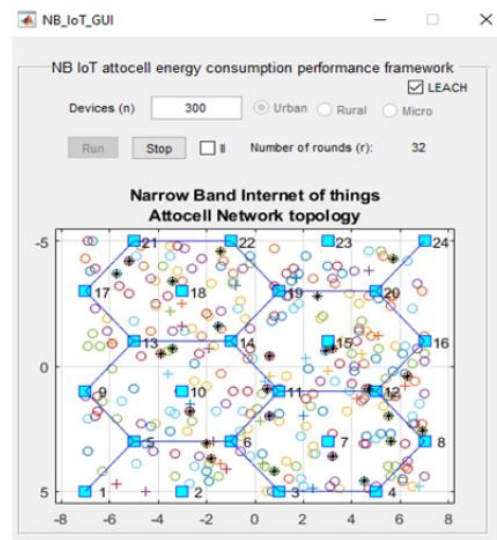 NB_IoT_GUI
NB IoT attocell energy consumption performance framework
LEACH
Devices (n) 300 Urban Rural Micro
Run Stop II Number of rounds (r): 32
Narrow Band Internet of things
Attocell Network topology
-5 21 22 23 24
17 18 19 20
13 14 15 16
0
9 10 11 12
5 6 7 8
5 1 2 3 4
-8 -6 -4 -2 0 2 4 6 8